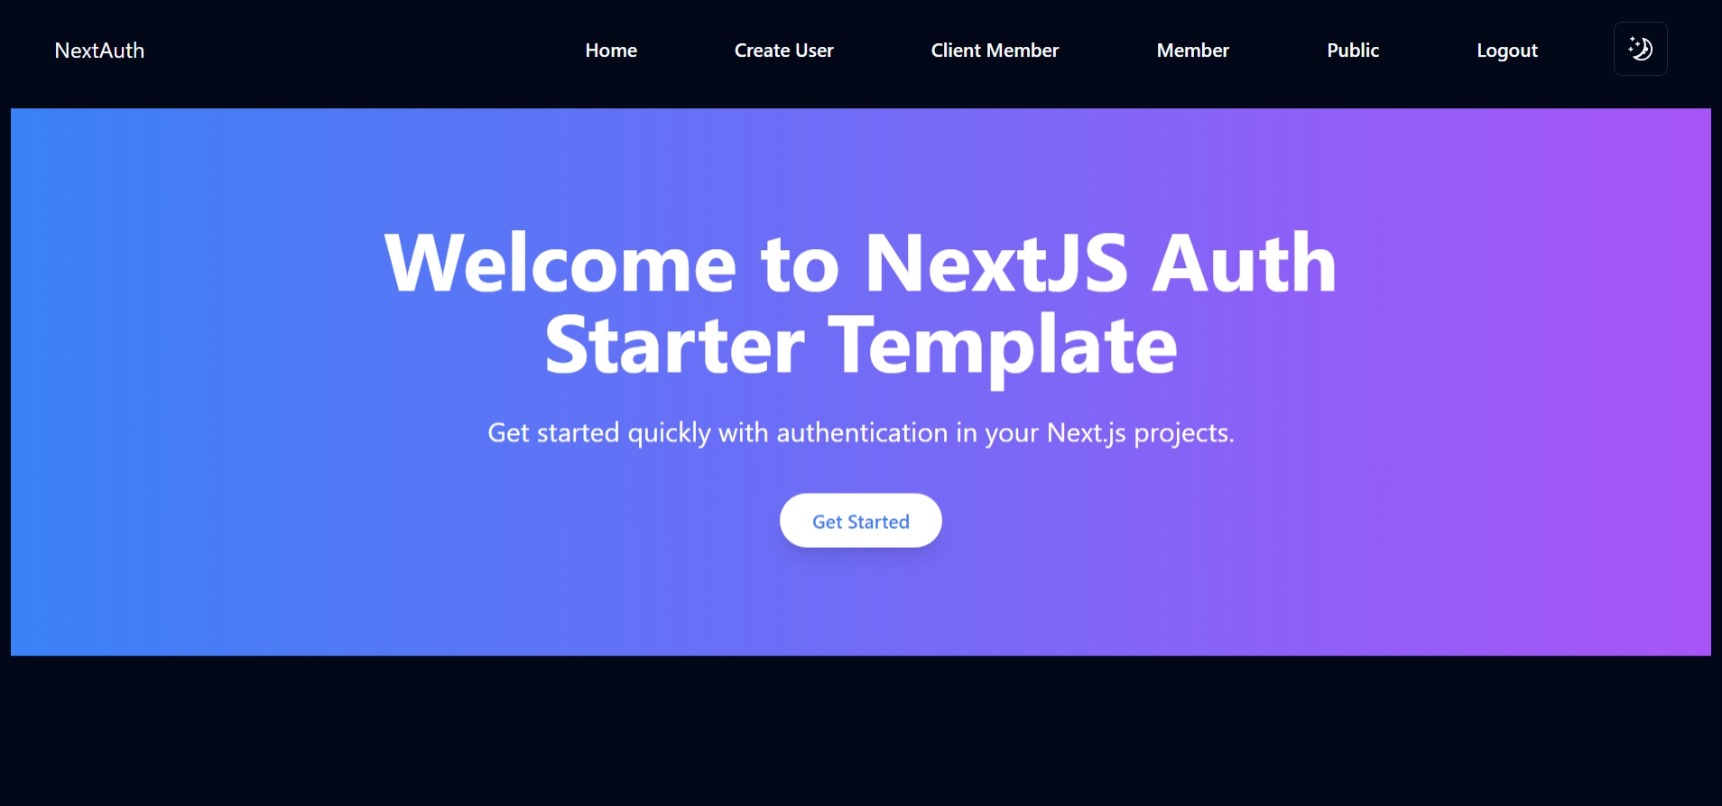 NextAuth
Home
Create User
Client Member
Member
Public
Logout
Welcome to NextJS Auth
Starter Template
Get started quickly with authentication in your Next.js projects.
Get Started